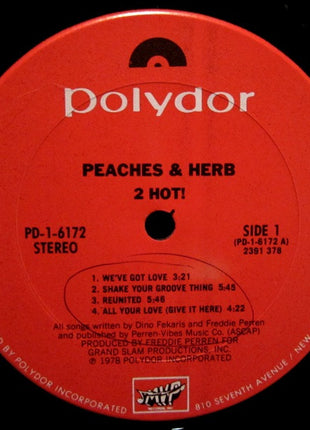 polydor
PEACHES & HERB
2 HOT!
PD-1-6172
STEREO
SIDE 1
(PD-1-6172 A)
2391 378
1. WE'VE GOT LOVE 3:21
2. SHAKE YOUR GROOVE THING 5:45
3. REUNITED 5:46
4. ALL YOUR LOVE (GIVE IT HERE) 4:22
All songs written by Dino Fekaris and Freddie Perren
and published by Perren-Vibes Music Co. (ASCAP)
Produced by FREDDIE PERREN for
GRAND SLAM PRODUCTIONS, INC.
℗ 1978 POLYDOR INCORPORATED
BY POLYDOR INCORPORATED
810 SEVENTH AVENUE / NEW